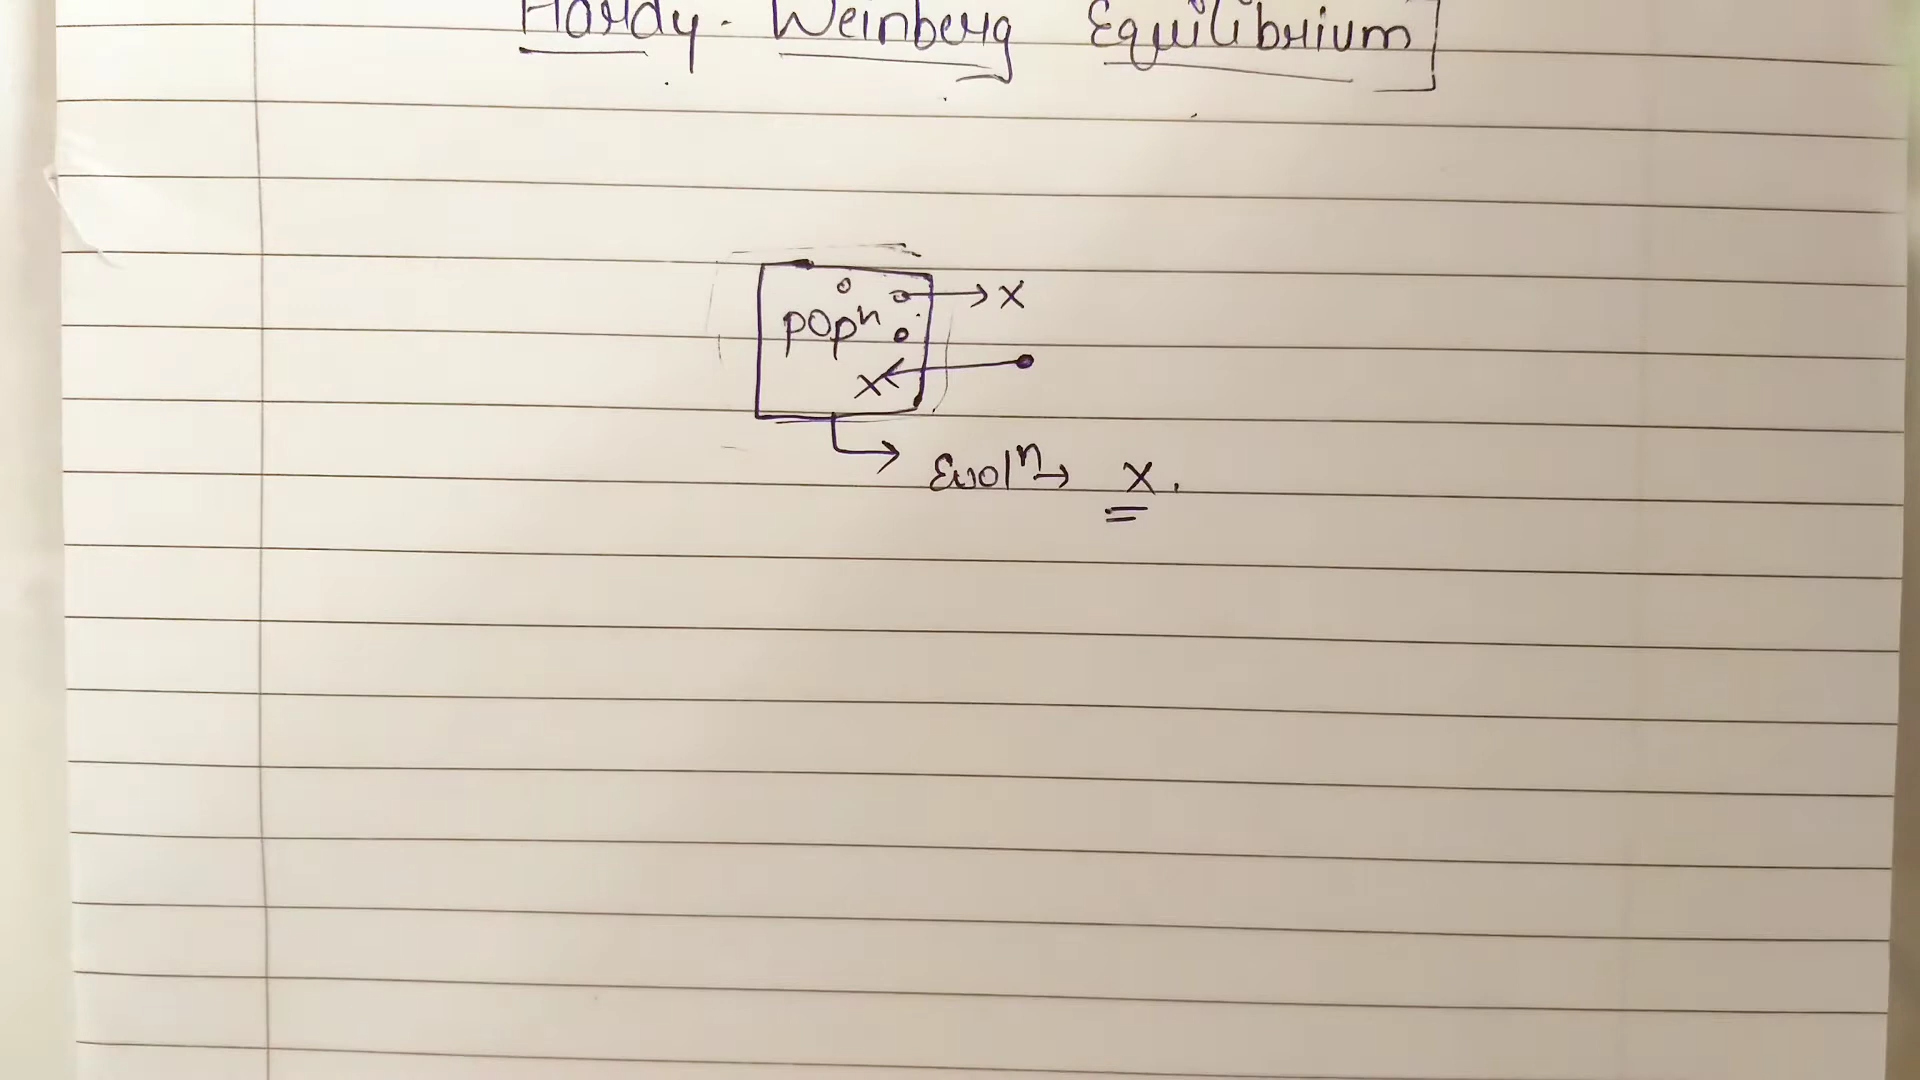 Hardy - Weinberg Equilibrium]
popⁿ
X
X
Evolⁿ→ X.